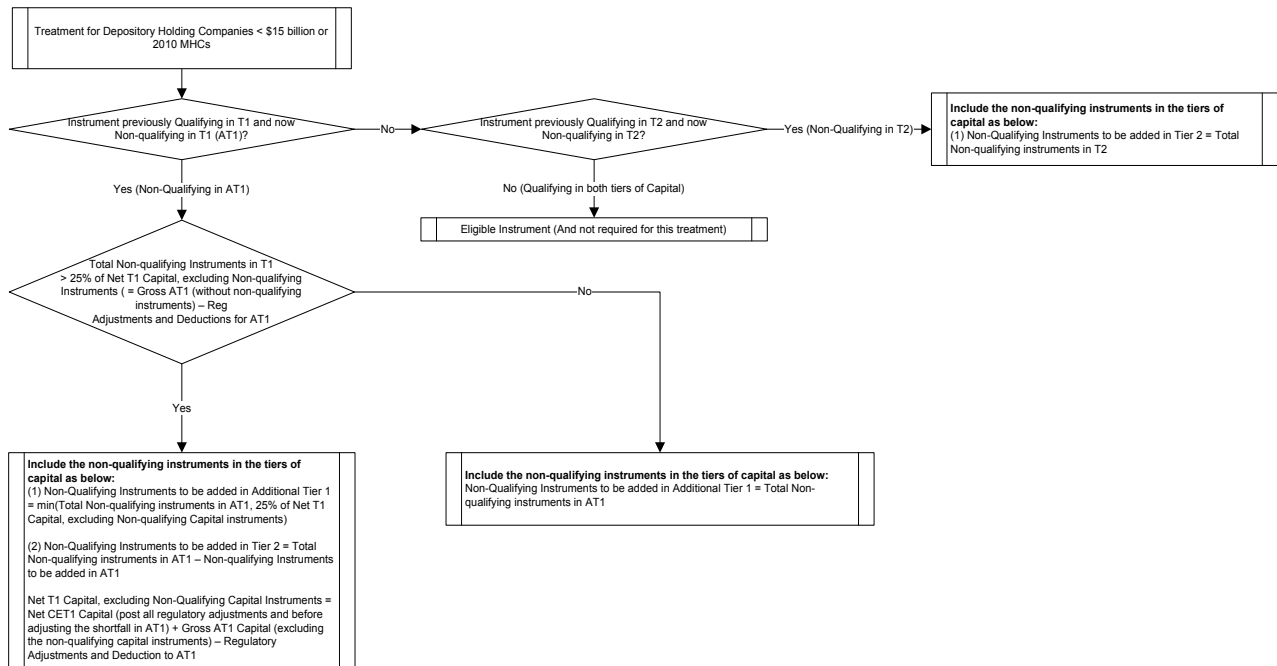 Treatment for Depository Holding Companies < $15 billion or
2010 MHCs
Instrument previously Qualifying in T1 and now
Non-qualifying in T1 (AT1)?
No
Instrument previously Qualifying in T2 and now
Non-qualifying in T2?
Yes (Non-Qualifying in T2)
Include the non-qualifying instruments in the tiers of
capital as below:
(1) Non-Qualifying Instruments to be added in Tier 2 = Total
Non-qualifying instruments in T2
Yes (Non-Qualifying in AT1)
No (Qualifying in both tiers of Capital)
Eligible Instrument (And not required for this treatment)
Total Non-qualifying Instruments in T1
> 25% of Net T1 Capital, excluding Non-qualifying
Instruments ( = Gross AT1 (without non-qualifying
instruments) – Reg
Adjustments and Deductions for AT1
No
Yes
Include the non-qualifying instruments in the tiers of
capital as below:
(1) Non-Qualifying Instruments to be added in Additional Tier 1
= min(Total Non-qualifying instruments in AT1, 25% of Net T1
Capital, excluding Non-qualifying Capital instruments)
(2) Non-Qualifying Instruments to be added in Tier 2 = Total
Non-qualifying instruments in AT1 – Non-qualifying Instruments
to be added in AT1
Net T1 Capital, excluding Non-Qualifying Capital Instruments =
Net CET1 Capital (post all regulatory adjustments and before
adjusting the shortfall in AT1) + Gross AT1 Capital (excluding
the non-qualifying capital instruments) – Regulatory
Adjustments and Deduction to AT1
Include the non-qualifying instruments in the tiers of capital as below:
Non-Qualifying Instruments to be added in Additional Tier 1 = Total Non-
qualifying instruments in AT1